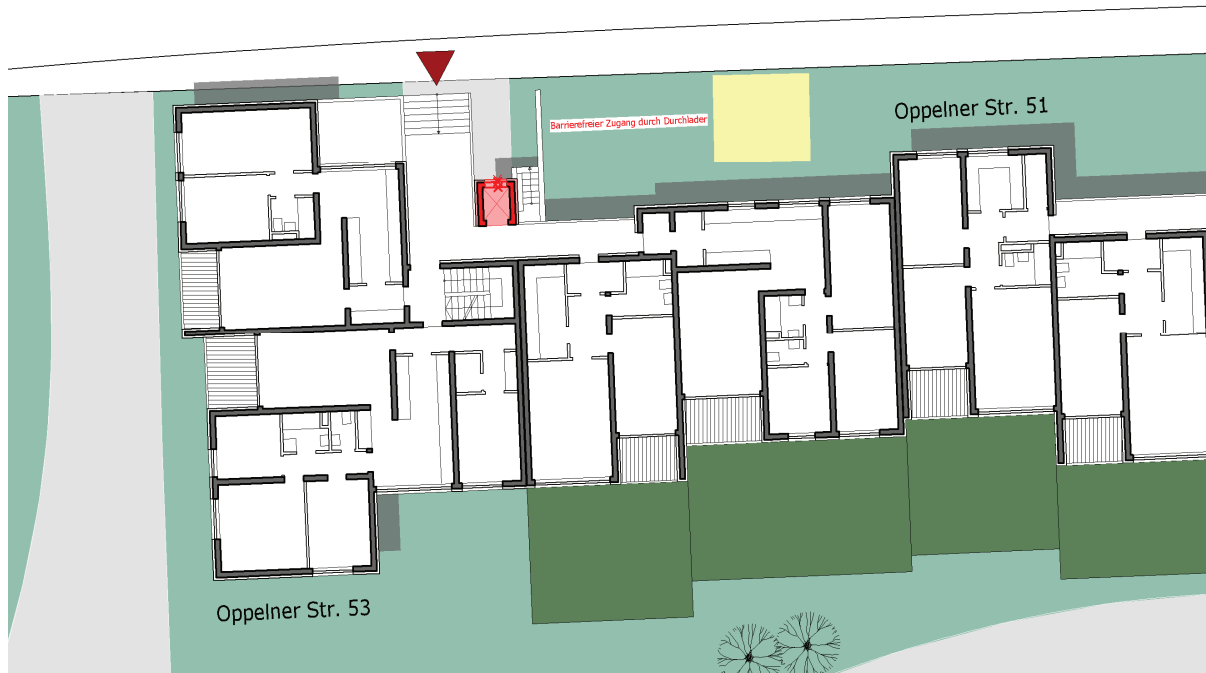 Oppelner Str. 51
Barrierefreier Zugang durch Durchlader
Oppelner Str. 53